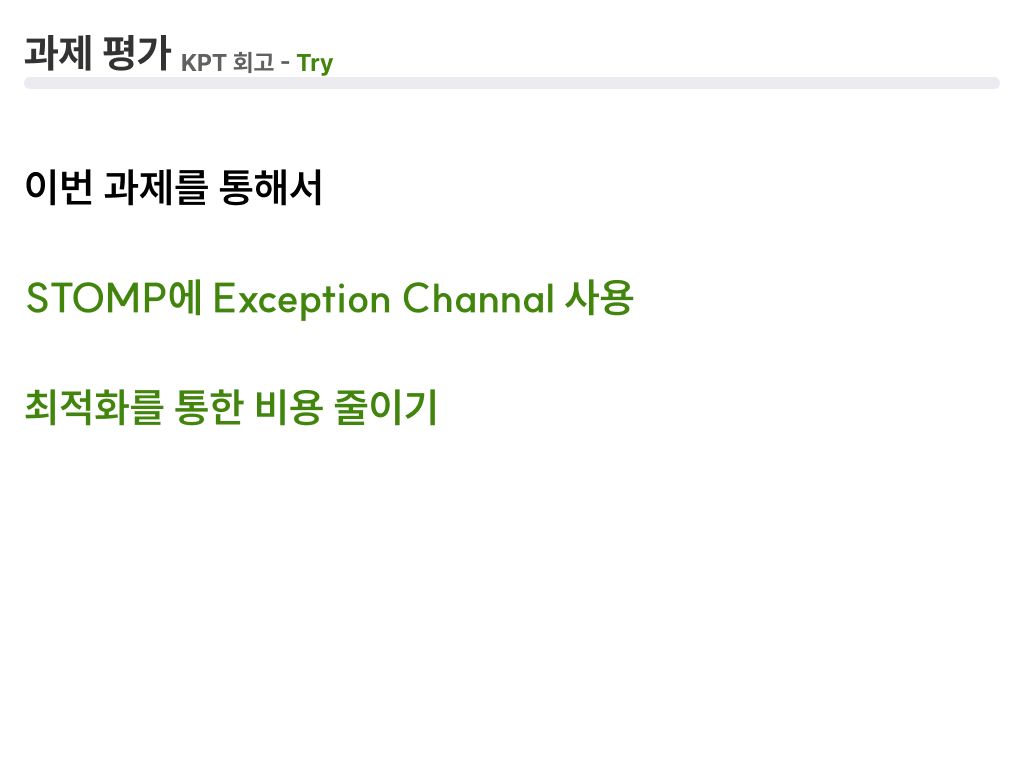 과제 평가 KPT 회고 - Try
이번 과제를 통해서
STOMP에 Exception Channal 사용
최적화를 통한 비용 줄이기